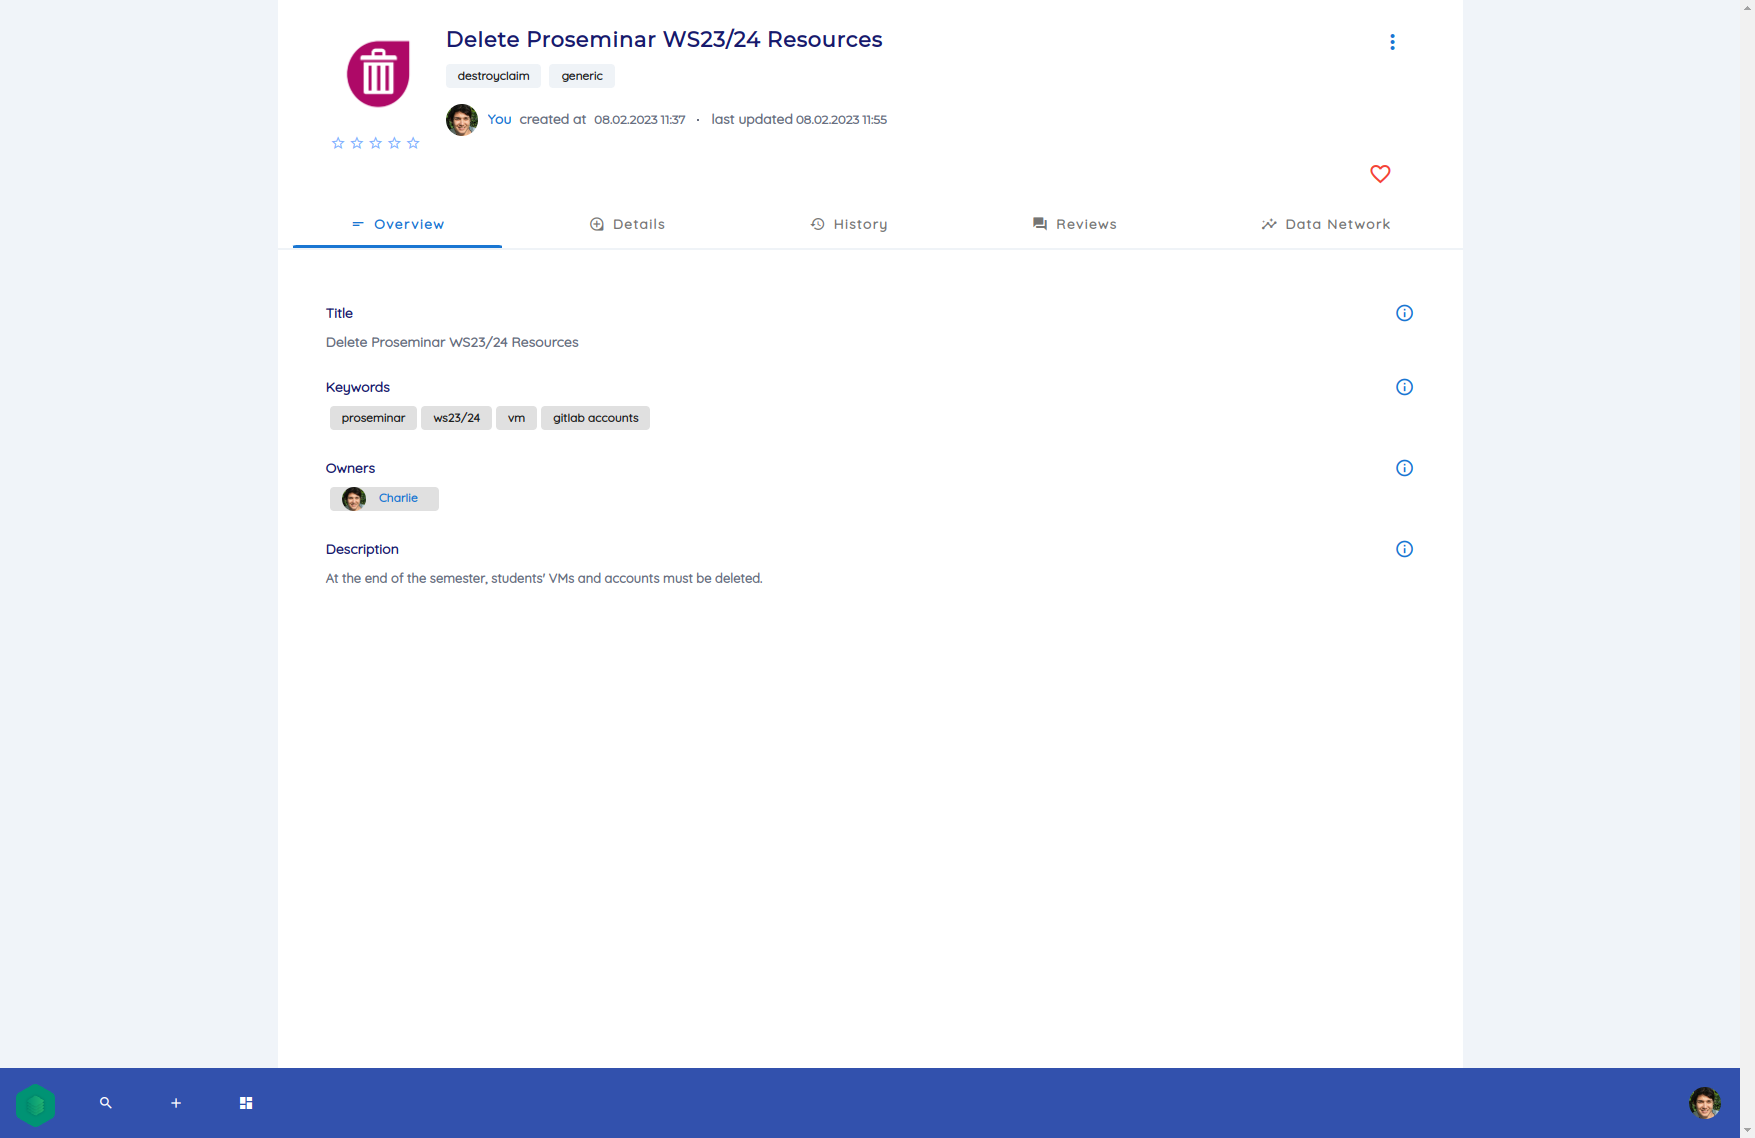 Delete Proseminar WS23/24 Resources
destroyclaim generic
You created at 08.02.2023 11:37 · last updated 08.02.2023 11:55
Overview Details History Reviews Data Network
Title
Delete Proseminar WS23/24 Resources
Keywords
proseminar ws23/24 vm gitlab accounts
Owners
Charlie
Description
At the end of the semester, students' VMs and accounts must be deleted.